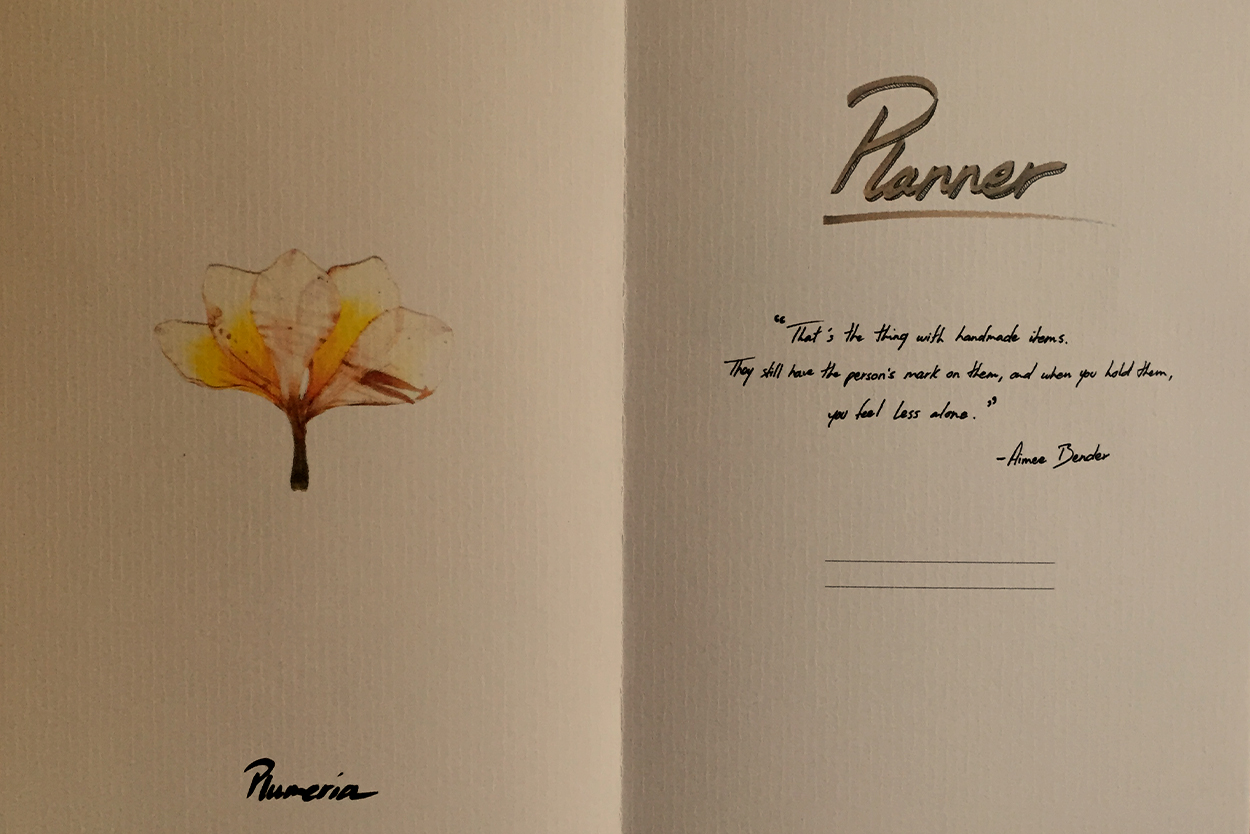 Plumeria
Planner
“That's the thing with handmade items.
They still have the person's mark on them, and when you hold them,
you feel less alone.”
-Aimee Bender